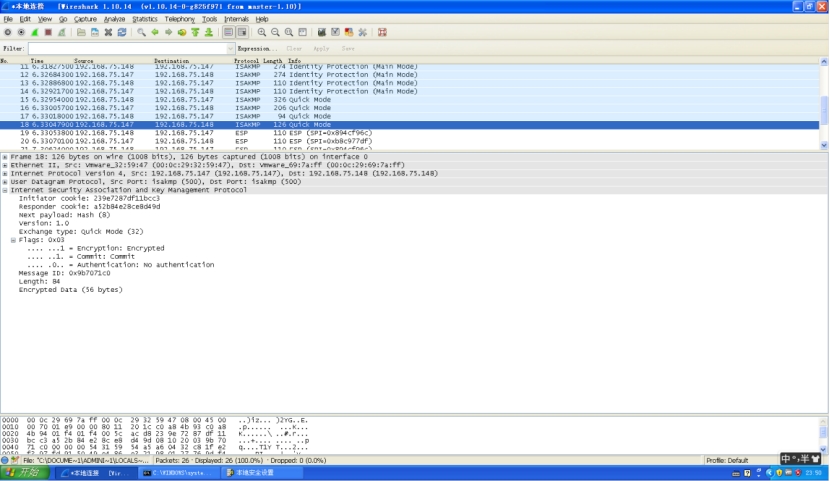 *本地连接 [Wireshark 1.10.14 (v1.10.14-0-g825f971 from master-1.10)]
File Edit View Go Capture Analyze Statistics Telephony Tools Internals Help
Filter: Expression... Clear Apply Save
No. Time Source Destination Protocol Length Info
11 6.31827500 192.168.75.148 192.168.75.147 ISAKMP 274 Identity Protection (Main Mode)
12 6.32684300 192.168.75.147 192.168.75.148 ISAKMP 274 Identity Protection (Main Mode)
13 6.32886800 192.168.75.148 192.168.75.147 ISAKMP 110 Identity Protection (Main Mode)
14 6.32921700 192.168.75.147 192.168.75.148 ISAKMP 110 Identity Protection (Main Mode)
15 6.32954000 192.168.75.148 192.168.75.147 ISAKMP 326 Quick Mode
16 6.33005700 192.168.75.147 192.168.75.148 ISAKMP 206 Quick Mode
17 6.33018000 192.168.75.148 192.168.75.147 ISAKMP 94 Quick Mode
18 6.33047900 192.168.75.147 192.168.75.148 ISAKMP 126 Quick Mode
19 6.33053800 192.168.75.148 192.168.75.147 ESP 110 ESP (SPI=0x894cf96c)
20 6.33070100 192.168.75.147 192.168.75.148 ESP 110 ESP (SPI=0xb8c977df)
Frame 18: 126 bytes on wire (1008 bits), 126 bytes captured (1008 bits) on interface 0
Ethernet II, Src: Vmware_32:59:47 (00:0c:29:32:59:47), Dst: Vmware_69:7a:ff (00:0c:29:69:7a:ff)
Internet Protocol Version 4, Src: 192.168.75.147 (192.168.75.147), Dst: 192.168.75.148 (192.168.75.148)
User Datagram Protocol, Src Port: isakmp (500), Dst Port: isakmp (500)
Internet Security Association and Key Management Protocol
Initiator cookie: 239e7287df11bcc3
Responder cookie: a52b84e28ce8d49d
Next payload: Hash (8)
Version: 1.0
Exchange type: Quick Mode (32)
Flags: 0x03
.... ...1 = Encryption: Encrypted
.... ..1. = Commit: Commit
.... .0.. = Authentication: No authentication
Message ID: 0x9b7071c0
Length: 84
Encrypted Data (56 bytes)
0000 00 0c 29 69 7a ff 00 0c 29 32 59 47 08 00 45 00 ..)iz... )2YG..E.
0010 00 70 01 e9 00 00 80 11 20 1c c0 a8 4b 93 c0 a8 .p...... ...K...
0020 4b 94 01 f4 01 f4 00 5c ac d8 23 9e 72 87 df 11 K......\ ..#.r...
0030 bc c3 a5 2b 84 e2 8c e8 d4 9d 08 10 20 03 9b 70 ...+.... .... ..p
0040 71 c0 00 00 00 54 31 59 54 a5 a6 04 32 c8 1f e2 q....T1Y T...2...
File: "C:\DOCUME~1\ADMINI~1\LOCALS~... Packets: 26 · Displayed: 26 (100.0%) · Dropped: 0 (0.0%) Profile: Default
中 °, 半
开始 *本地连接 [Wir... C:\WINDOWS\syste... 本地安全设置 23:50